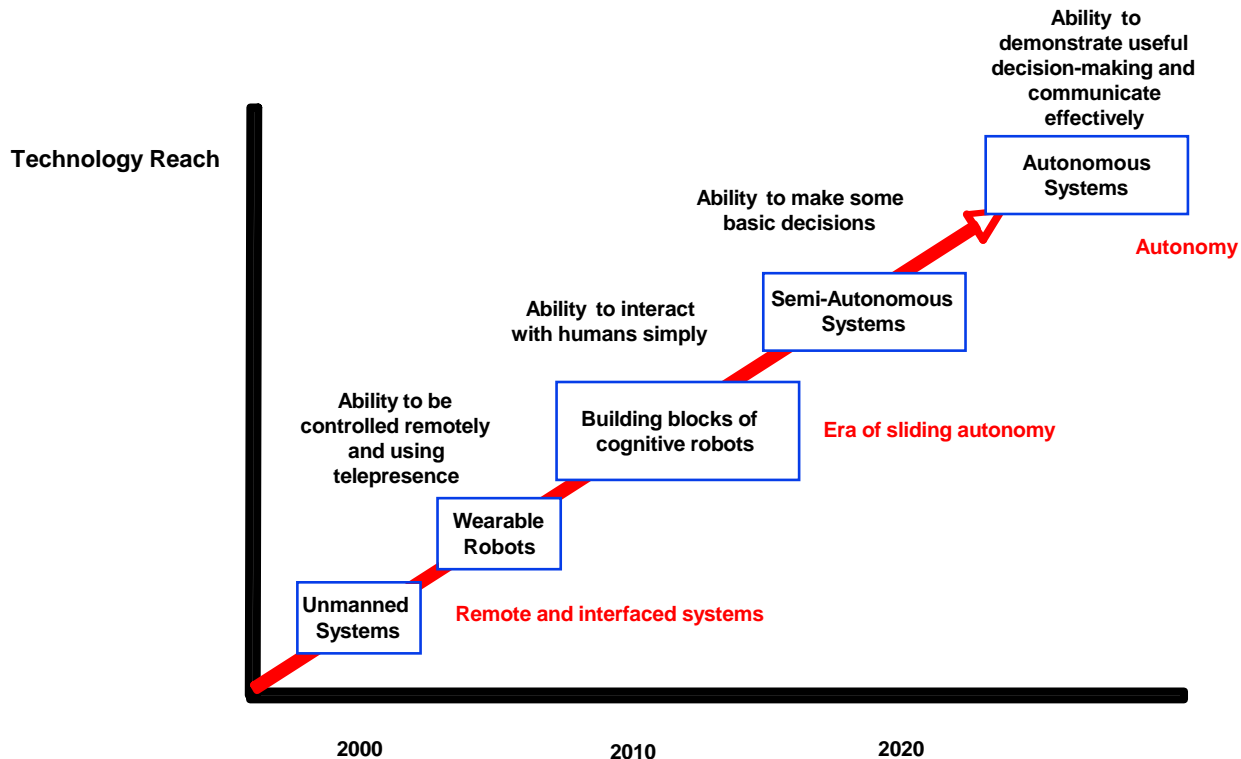 Ability to
demonstrate useful
decision-making and
communicate
effectively
Technology Reach
Autonomous
Systems
Ability to make some
basic decisions
Autonomy
Semi-Autonomous
Systems
Ability to interact
with humans simply
Ability to be
controlled remotely
and using
telepresence
Building blocks of
cognitive robots
Era of sliding autonomy
Wearable
Robots
Unmanned
Systems
Remote and interfaced systems
2000
2010
2020